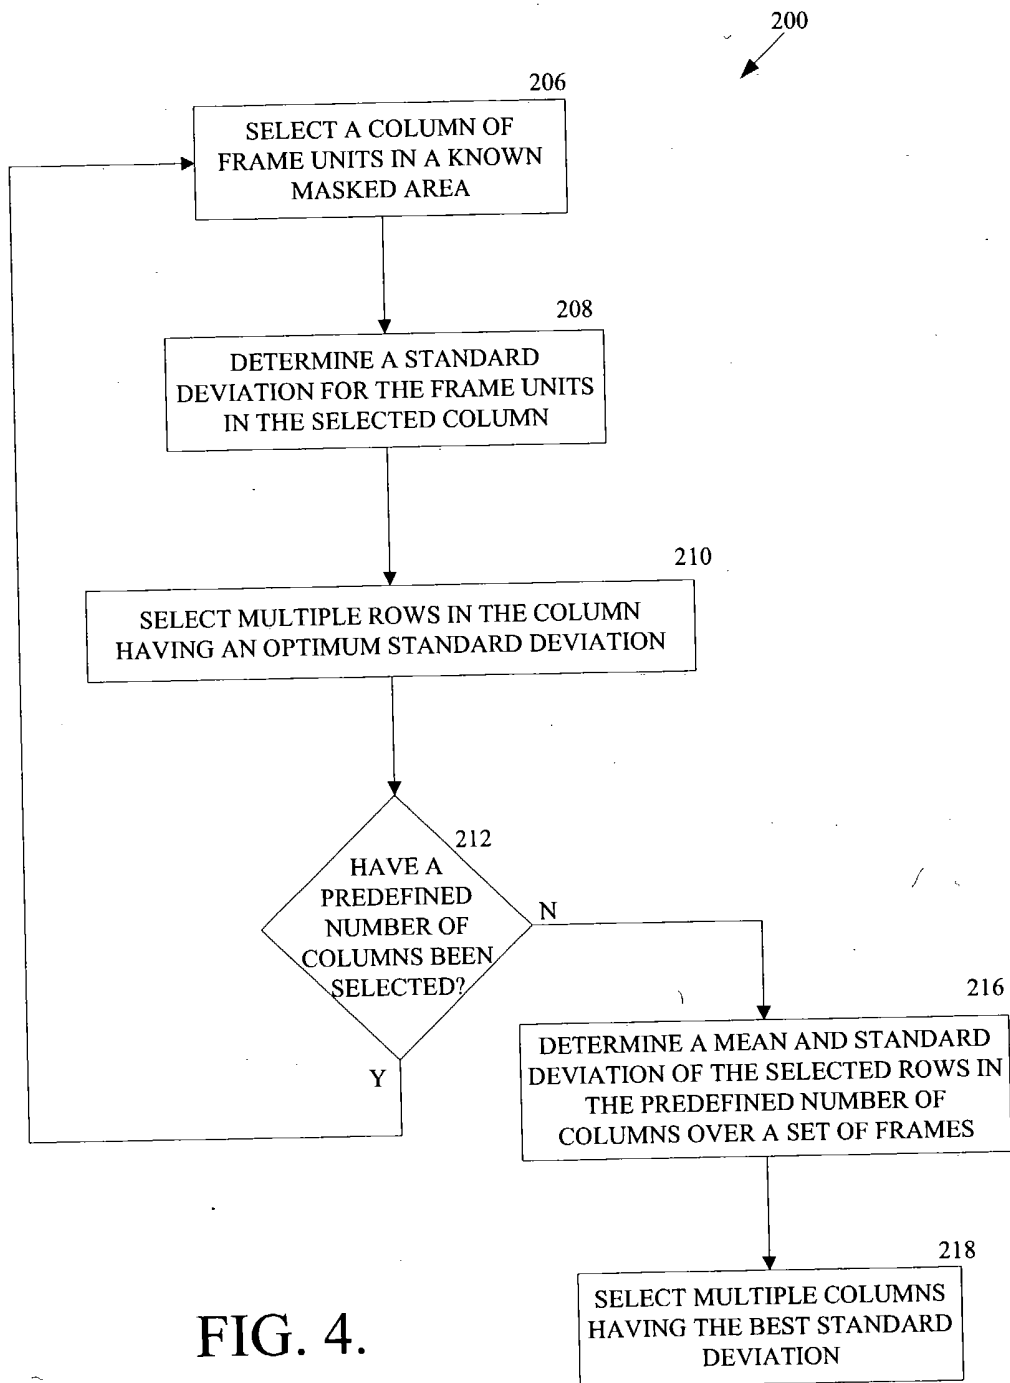 200
206
SELECT A COLUMN OF
FRAME UNITS IN A KNOWN
MASKED AREA
208
DETERMINE A STANDARD
DEVIATION FOR THE FRAME UNITS
IN THE SELECTED COLUMN
210
SELECT MULTIPLE ROWS IN THE COLUMN
HAVING AN OPTIMUM STANDARD DEVIATION
212
HAVE A
PREDEFINED
NUMBER OF
COLUMNS BEEN
SELECTED?
N
Y
216
DETERMINE A MEAN AND STANDARD
DEVIATION OF THE SELECTED ROWS IN
THE PREDEFINED NUMBER OF
COLUMNS OVER A SET OF FRAMES
218
SELECT MULTIPLE COLUMNS
HAVING THE BEST STANDARD
DEVIATION
FIG. 4.